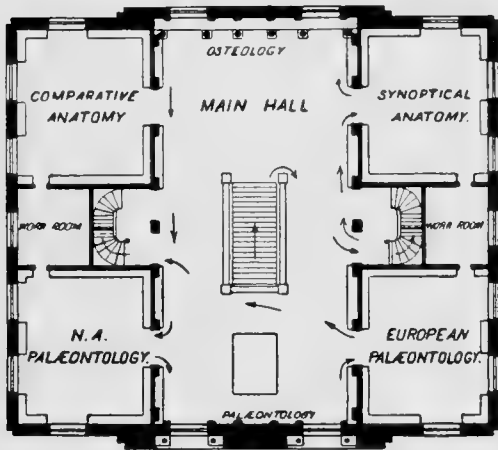 OSTEOLOGY
COMPARATIVE
ANATOMY
MAIN HALL
SYNOPTICAL
ANATOMY.
WORK ROOM
WORK ROOM
N.A.
PALÆONTOLOGY.
EUROPEAN
PALÆONTOLOGY.
PALÆONTOLOGY